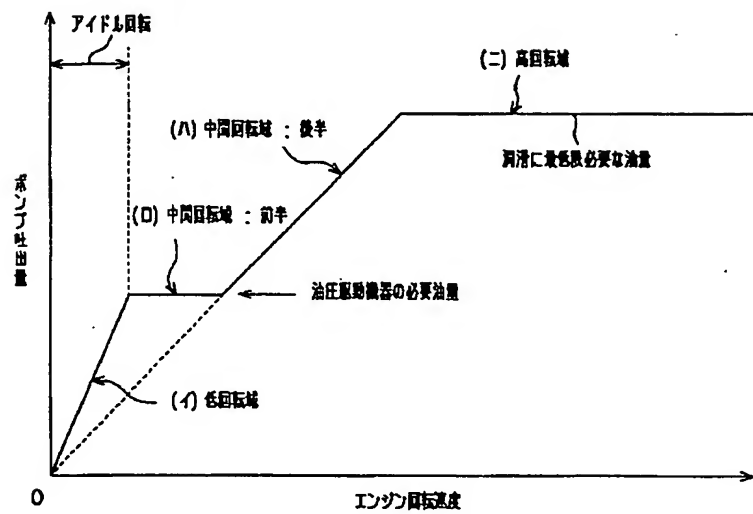 アイドル回転
(ニ) 高回転域
(ハ) 中間回転域 : 後半
潤滑に最低限必要な油量
(ロ) 中間回転域 : 前半
ポンプ吐出量
油圧駆動機器の必要油量
(イ) 低回転域
0
エンジン回転速度